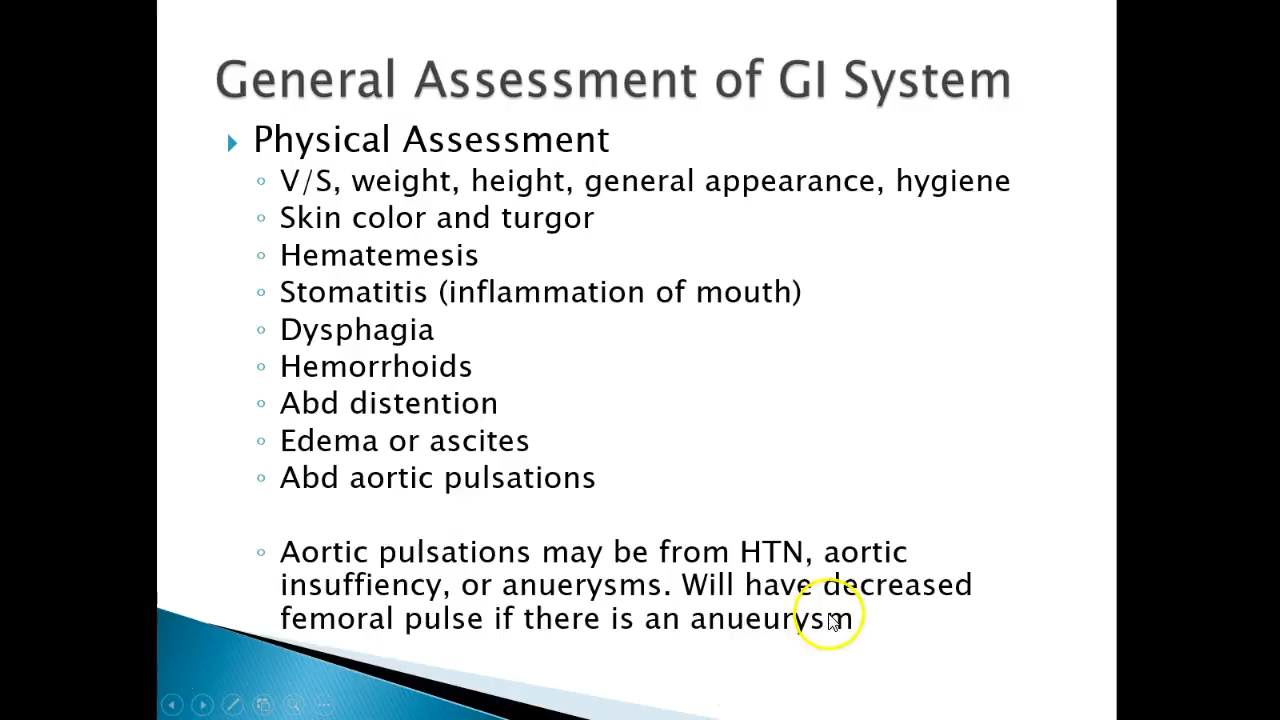 General Assessment of GI System
Physical Assessment
V/S, weight, height, general appearance, hygiene
Skin color and turgor
Hematemesis
Stomatitis (inflammation of mouth)
Dysphagia
Hemorrhoids
Abd distention
Edema or ascites
Abd aortic pulsations
Aortic pulsations may be from HTN, aortic
insuffiency, or anuerysms. Will have decreased
femoral pulse if there is an anueurysm